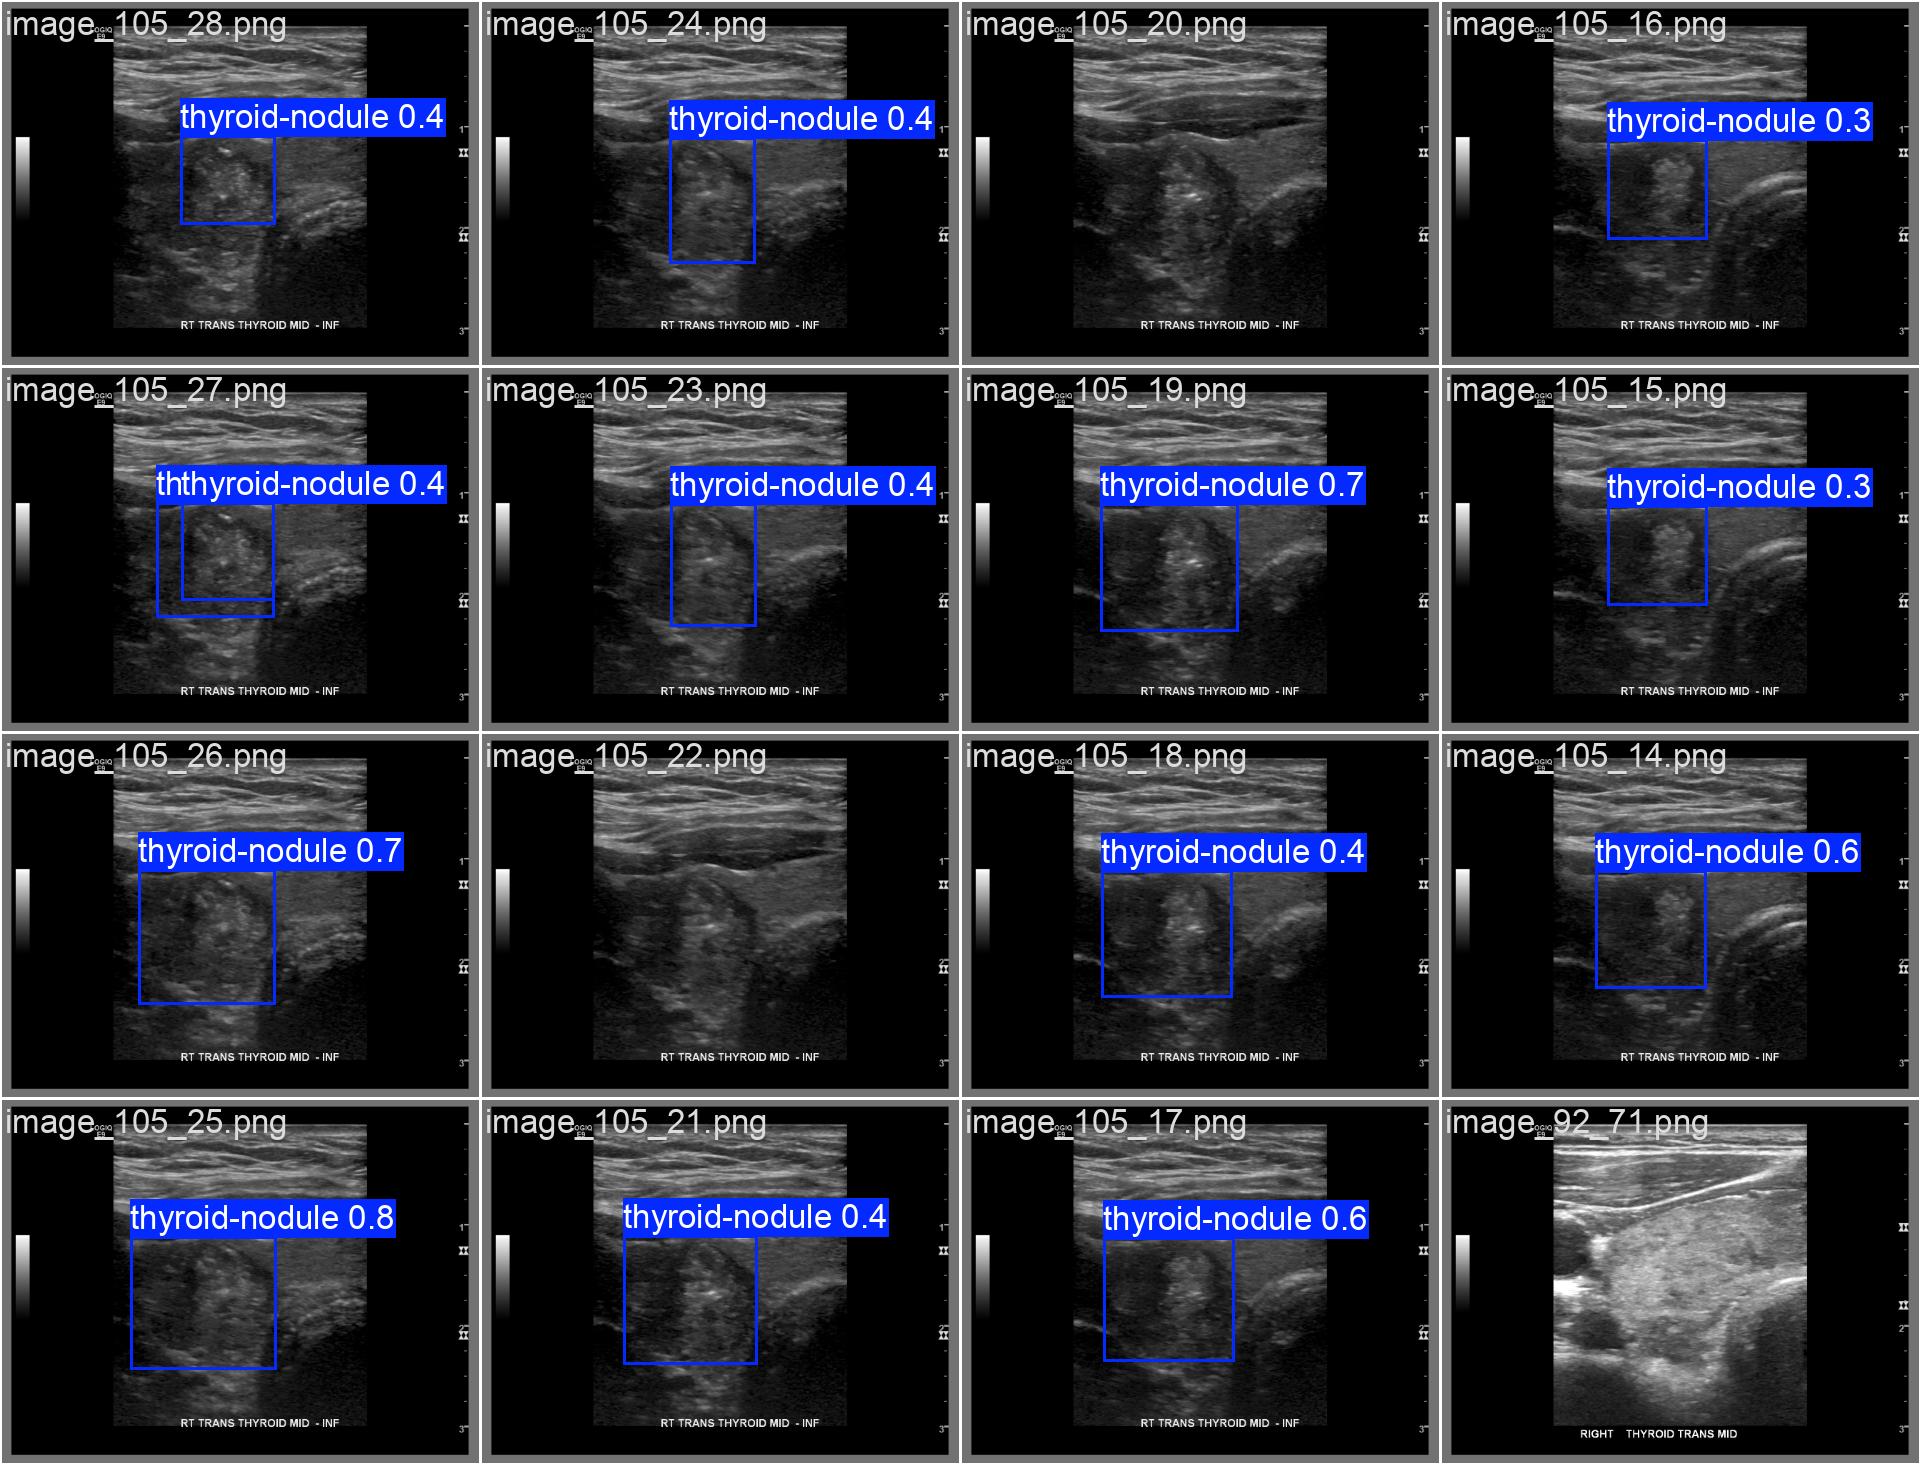 image_105_28.png
image_105_24.png
image_105_20.png
image_105_16.png
thyroid-nodule 0.4
thyroid-nodule 0.4
thyroid-nodule 0.3
RT TRANS THYROID MID - INF
RT TRANS THYROID MID - INF
RT TRANS THYROID MID - INF
RT TRANS THYROID MID - INF
image_105_27.png
image_105_23.png
image_105_19.png
image_105_15.png
ththyroid-nodule 0.4
thyroid-nodule 0.4
thyroid-nodule 0.7
thyroid-nodule 0.3
RT TRANS THYROID MID - INF
RT TRANS THYROID MID - INF
RT TRANS THYROID MID - INF
RT TRANS THYROID MID - INF
image_105_26.png
image_105_22.png
image_105_18.png
image_105_14.png
thyroid-nodule 0.7
thyroid-nodule 0.4
thyroid-nodule 0.6
RT TRANS THYROID MID - INF
RT TRANS THYROID MID - INF
RT TRANS THYROID MID - INF
RT TRANS THYROID MID - INF
image_105_25.png
image_105_21.png
image_105_17.png
image_92_71.png
thyroid-nodule 0.8
thyroid-nodule 0.4
thyroid-nodule 0.6
RT TRANS THYROID MID - INF
RT TRANS THYROID MID - INF
RT TRANS THYROID MID - INF
RIGHT THYROID TRANS MID